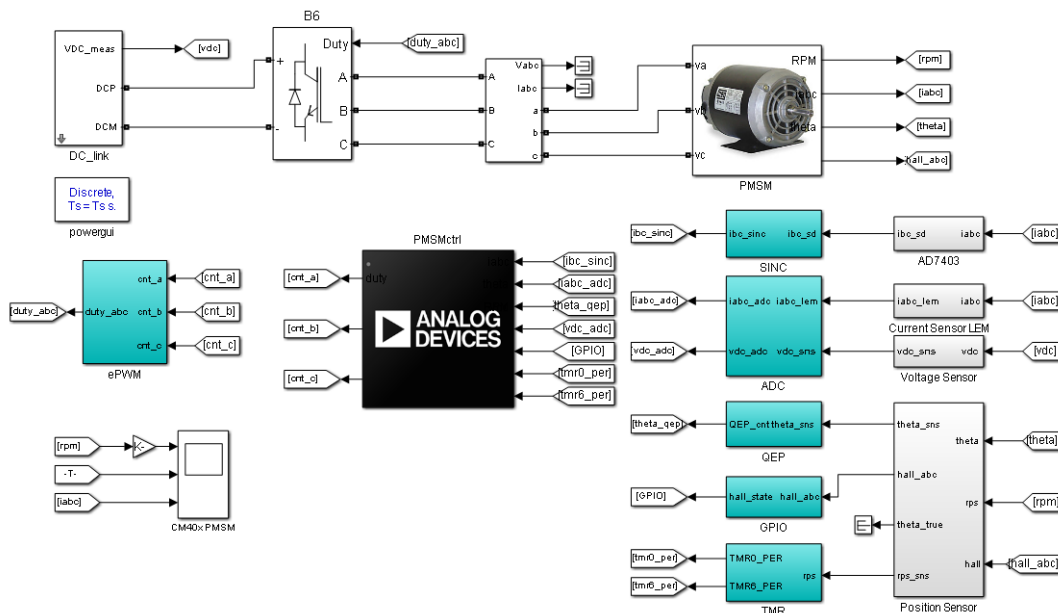 B6
VDC_meas
[vdc]
DCP
DCM
DC_link
+
-
Duty
[duty_abc]
A
B
C
A
B
C
Vabc
Iabc
a
b
c
va
vb
vc
RPM
iabc
theta
[rpm]
[iabc]
[theta]
[hall_abc]
PMSM
Discrete,
Ts = Ts s.
powergui
[duty_abc]
duty_abc
cnt_a
cnt_b
cnt_c
[cnt_a]
[cnt_b]
[cnt_c]
ePWM
PMSMctrl
[cnt_a]
[cnt_b]
[cnt_c]
duty
ANALOG
DEVICES
iabc
[ibc_sinc]
[iabc_adc]
[theta_qep]
[vdc_adc]
[GPIO]
[tmr0_per]
[tmr6_per]
[ibc_sinc]
ibc_sinc
ibc_sd
SINC
ibc_sd
iabc
[iabc]
AD7403
[iabc_adc]
iabc_adc
iabc_lem
iabc_lem
iabc
[iabc]
Current Sensor LEM
[vdc_adc]
vdc_adc
vdc_sns
vdc_sns
vdc
[vdc]
ADC
Voltage Sensor
[theta_qep]
QEP_cnt
theta_sns
QEP
theta_sns
theta
[theta]
hall_abc
[GPIO]
hall_state
hall_abc
GPIO
rps
[rpm]
theta_true
[tmr0_per]
[tmr6_per]
TMR0_PER
TMR6_PER
rps
TMR
hall
[hall_abc]
rps_sns
Position Sensor
[rpm]
K-
-T-
[iabc]
CM40x PMSM